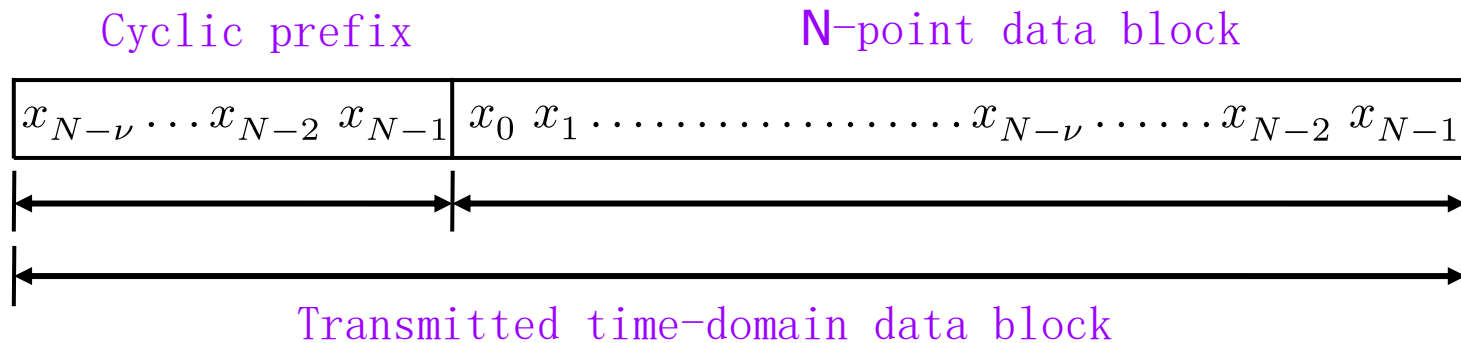 Cyclic prefix N-point data block
x_{N-ν} ... x_{N-2} x_{N-1} x_0 x_1 .................. x_{N-ν} ...... x_{N-2} x_{N-1}
Transmitted time-domain data block